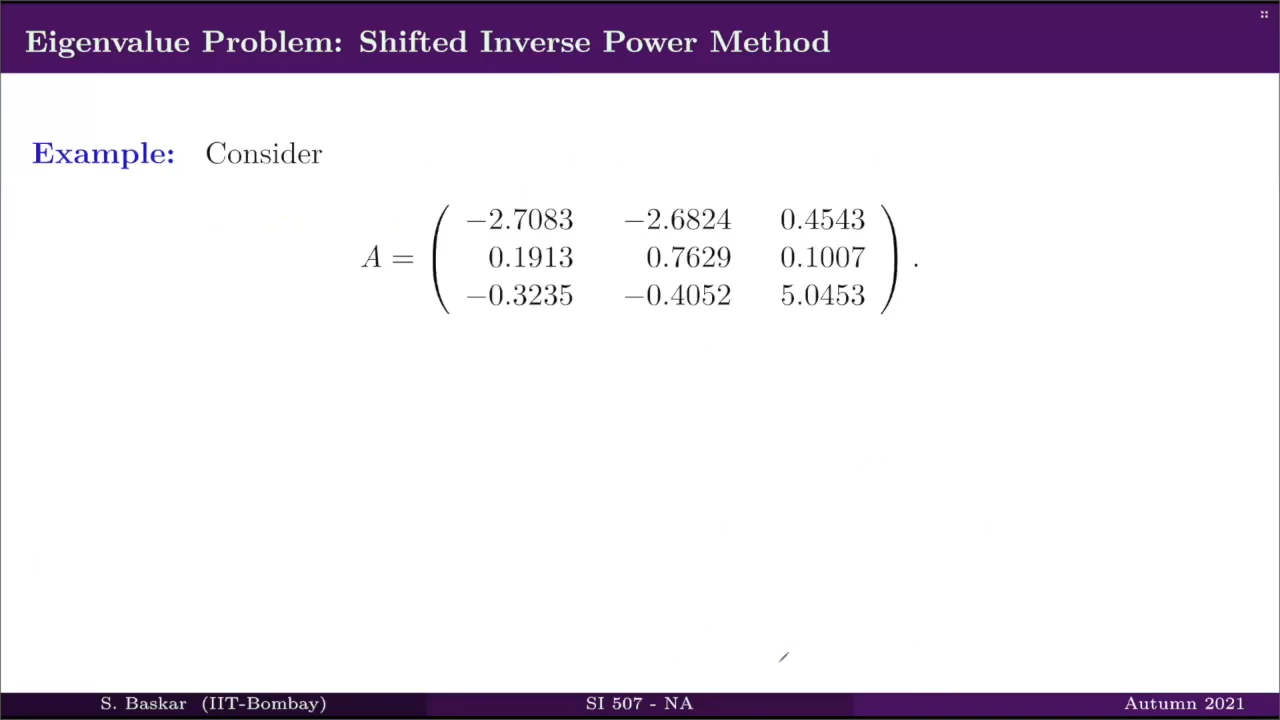 Eigenvalue Problem: Shifted Inverse Power Method
Example: Consider
−2.7083 −2.6824 0.4543
A = 0.1913 0.7629 0.1007 .
−0.3235 −0.4052 5.0453
S. Baskar (IIT-Bombay) SI 507 - NA Autumn 2021